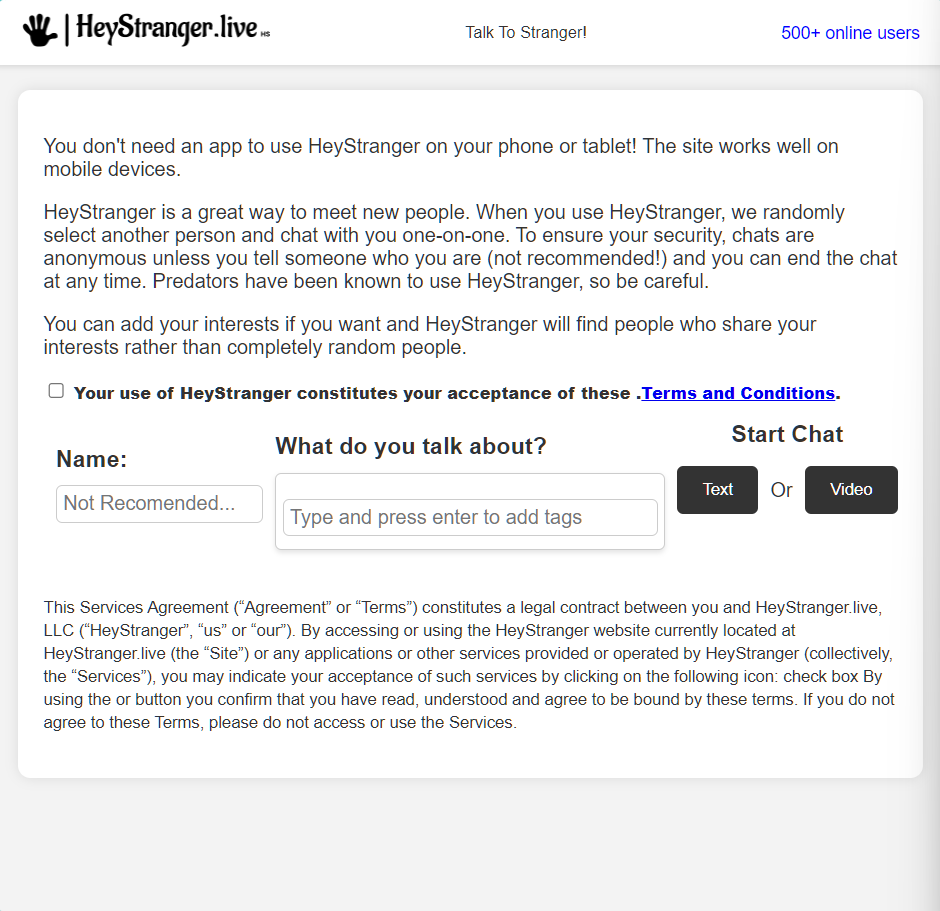 | HeyStranger.live HS
Talk To Stranger!
500+ online users
You don't need an app to use HeyStranger on your phone or tablet! The site works well on
mobile devices.
HeyStranger is a great way to meet new people. When you use HeyStranger, we randomly
select another person and chat with you one-on-one. To ensure your security, chats are
anonymous unless you tell someone who you are (not recommended!) and you can end the chat
at any time. Predators have been known to use HeyStranger, so be careful.
You can add your interests if you want and HeyStranger will find people who share your
interests rather than completely random people.
Your use of HeyStranger constitutes your acceptance of these .Terms and Conditions.
Name:
Not Recomended...
What do you talk about?
Type and press enter to add tags
Start Chat
Text Or Video
This Services Agreement (“Agreement” or “Terms”) constitutes a legal contract between you and HeyStranger.live,
LLC (“HeyStranger”, “us” or “our”). By accessing or using the HeyStranger website currently located at
HeyStranger.live (the “Site”) or any applications or other services provided or operated by HeyStranger (collectively,
the “Services”), you may indicate your acceptance of such services by clicking on the following icon: check box By
using the or button you confirm that you have read, understood and agree to be bound by these terms. If you do not
agree to these Terms, please do not access or use the Services.